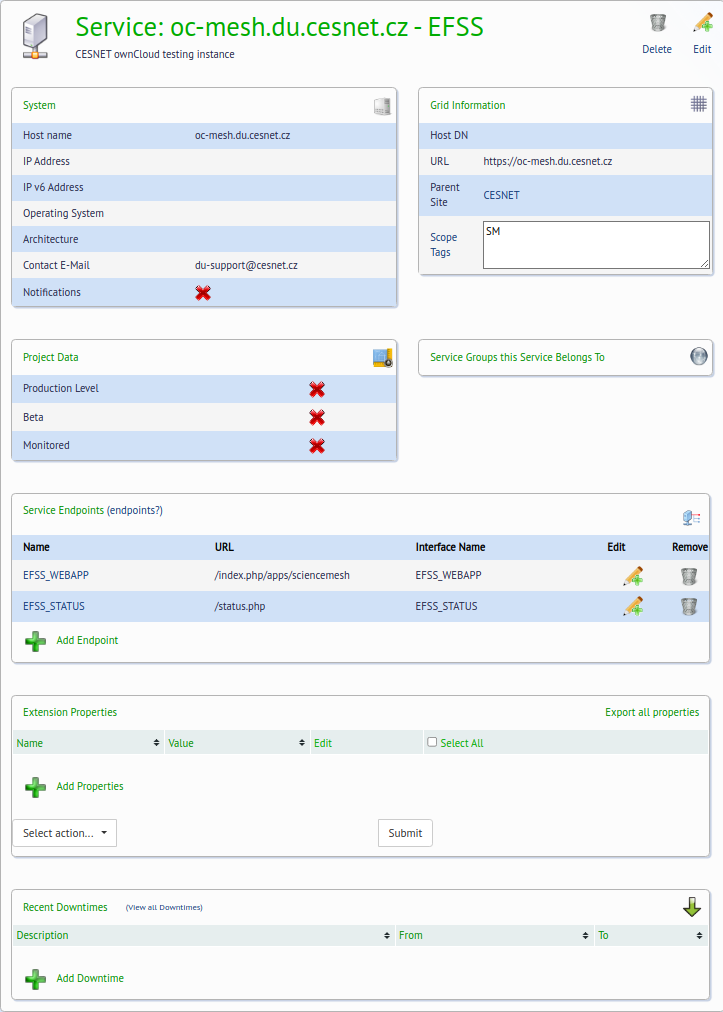 Service: oc-mesh.du.cesnet.cz - EFSS
CESNET ownCloud testing instance
Delete
Edit
System
Host name oc-mesh.du.cesnet.cz
IP Address
IP v6 Address
Operating System
Architecture
Contact E-Mail du-support@cesnet.cz
Notifications
Grid Information
Host DN
URL https://oc-mesh.du.cesnet.cz
Parent
Site
CESNET
Scope
Tags
SM
Project Data
Production Level
Beta
Monitored
Service Groups this Service Belongs To
Service Endpoints (endpoints?)
Name URL Interface Name Edit Remove
EFSS_WEBAPP /index.php/apps/sciencemesh EFSS_WEBAPP
EFSS_STATUS /status.php EFSS_STATUS
Add Endpoint
Extension Properties Export all properties
Name Value Edit Select All
Add Properties
Select action... Submit
Recent Downtimes (View all Downtimes)
Description From To
Add Downtime